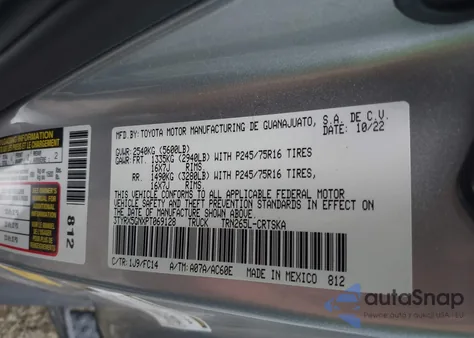 MFD.BY:TOYOTA MOTOR MANUFACTURING DE GUANAJUATO, S.A. DE C.V.
10/22
GVWR: 2540KG (5600LB)
GAWR FRT. 1335KG (2940LB) WITH P245/75R16 TIRES
16X7J RIMS,
RR. 1490KG (3280LB) WITH P245/75R16 TIRES,
16X7J RIMS,
THIS VEHICLE CONFORMS TO ALL APPLICABLE FEDERAL MOTOR
VEHICLE SAFETY AND THEFT PREVENTION STANDARDS IN EFFECT ON
THE DATE OF MANUFACTURE SHOWN ABOVE.
3TYRX5GNXPT069128 TRUCK TRN265L-CRTSKA
C/TR:1J9/FC14 A/TM:A07A/AC60E MADE IN MEXICO 812
INFORMATION
2
812
autoSnap